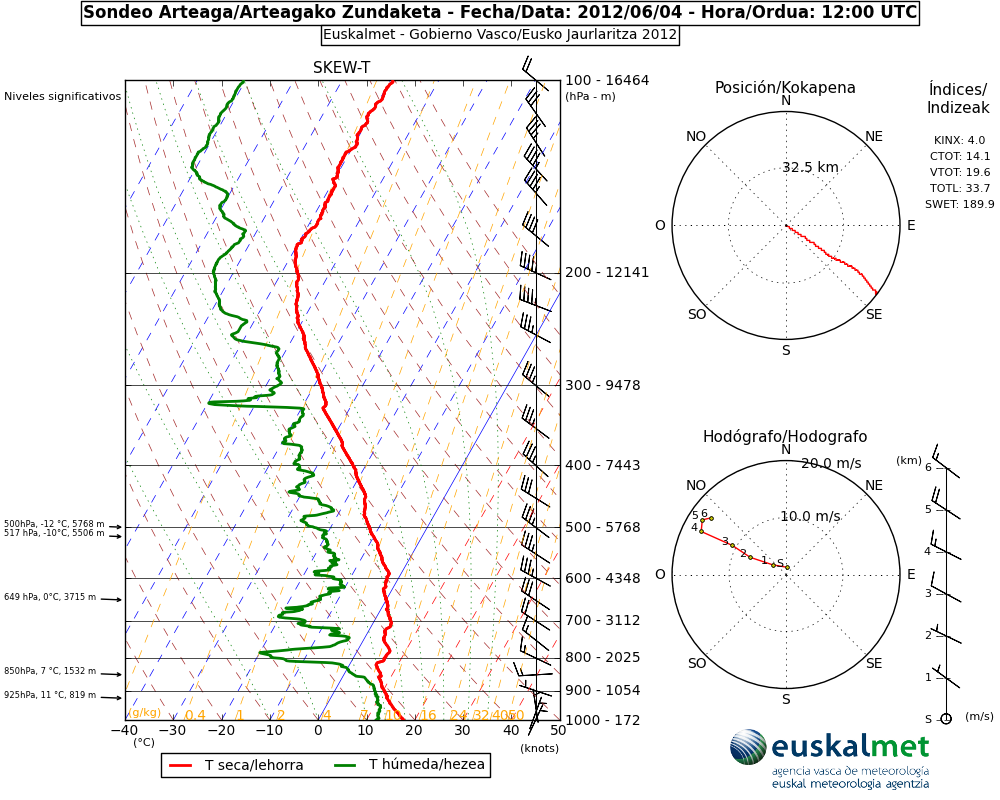 Sondeo Arteaga/Arteagako Zundaketa - Fecha/Data: 2012/06/04 - Hora/Ordua: 12:00 UTC
Euskalmet - Gobierno Vasco/Eusko Jaurlaritza 2012
SKEW-T
Niveles significativos
100 - 16464
(hPa - m)
200 - 12141
300 - 9478
400 - 7443
500hPa, -12 °C, 5768 m
517 hPa, -10°C, 5506 m
500 - 5768
600 - 4348
649 hPa, 0°C, 3715 m
700 - 3112
800 - 2025
850hPa, 7 °C, 1532 m
900 - 1054
925hPa, 11 °C, 819 m
(g/kg) 0.4 1 2 4 7 10 16 24 32 40 50
1000 - 172
−40 −30 −20 −10 0 10 20 30 40 50
(°C)
(knots)
T seca/lehorra
T húmeda/hezea
Posición/Kokapena
N
NO NE
32.5 km
O E
SO SE
S
Índices/
Indizeak
KINX: 4.0
CTOT: 14.1
VTOT: 19.6
TOTL: 33.7
SWET: 189.9
Hodógrafo/Hodografo
N
20.0 m/s
NO NE
10.0 m/s
5 6
4
3
2
1
S
O E
SO SE
S
(km)
6
5
4
3
2
1
S
(m/s)
euskalmet
agencia vasca de meteorología
euskal meteorologia agentzia